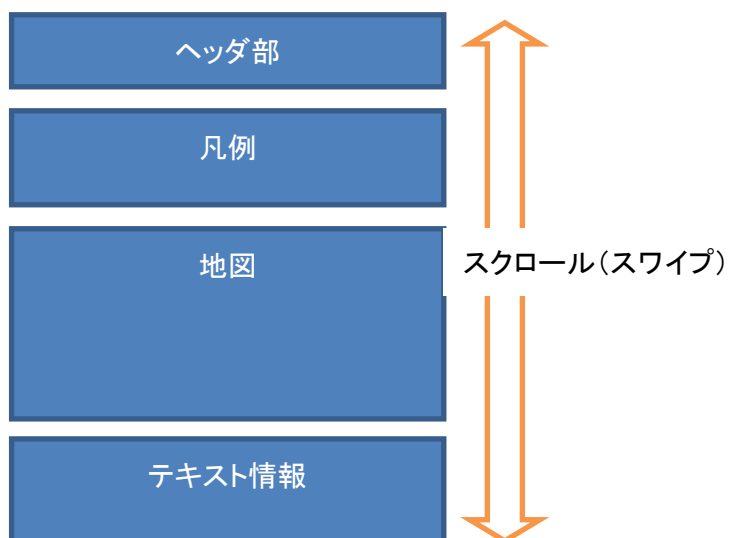 ヘッダ部
凡例
地図
スクロール（スワイプ）
テキスト情報